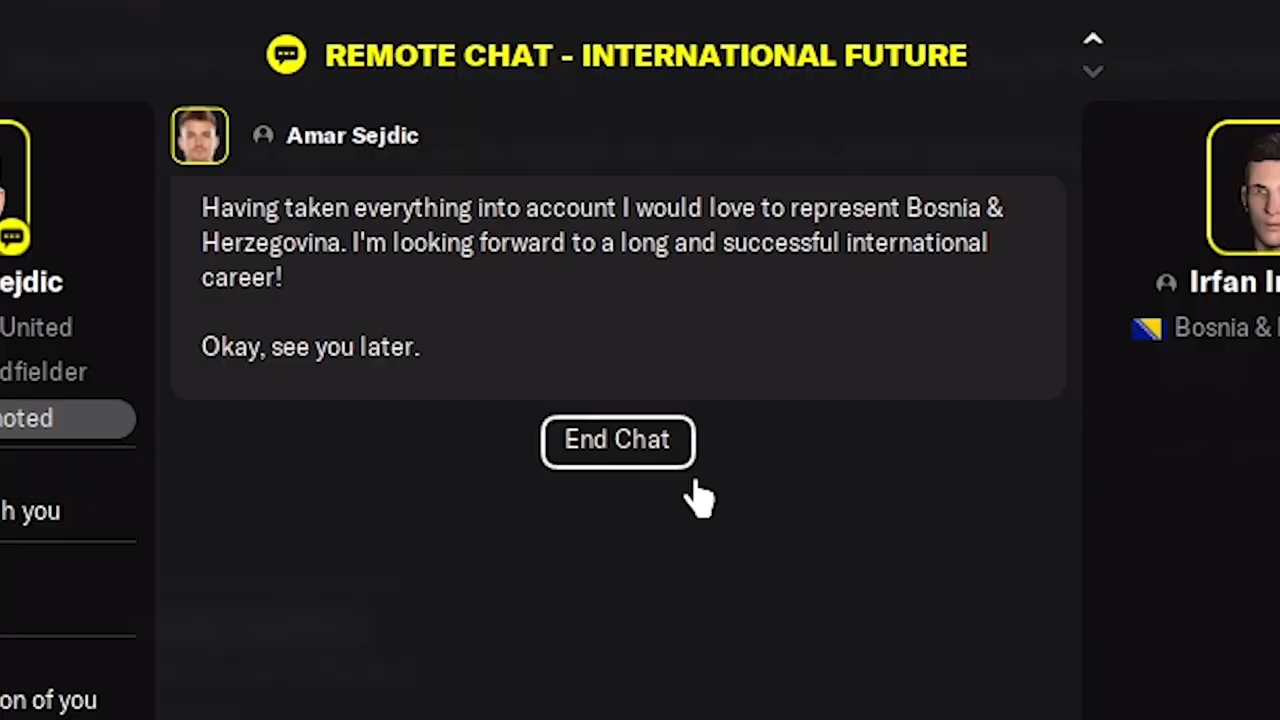 REMOTE CHAT - INTERNATIONAL FUTURE
Amar Sejdic
Having taken everything into account I would love to represent Bosnia &
Herzegovina. I'm looking forward to a long and successful international
career!
Okay, see you later.
End Chat
ejdic
United
dfielder
oted
h you
on of you
Irfan
Bosnia &